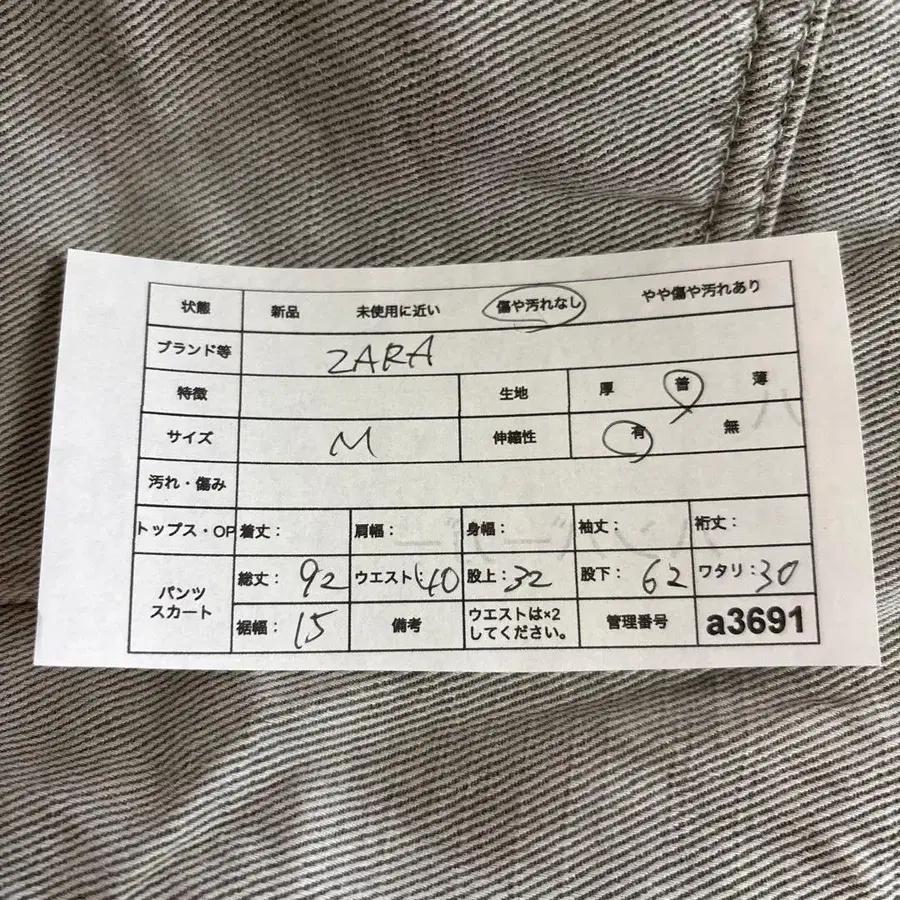 状態 新品 未使用に近い 傷や汚れなし やや傷や汚れあり
ブランド等 ZARA
特徴 生地 厚 普 薄
サイズ M 伸縮性 有 無
汚れ・傷み
トップス・OP 着丈: 肩幅: 身幅: 袖丈: 裄丈:
パンツ スカート 総丈: 92 ウエスト: 40 股上: 32 股下: 62 ワタリ: 30
裾幅: 15 備考 ウエストは×2してください。 管理番号 a3691